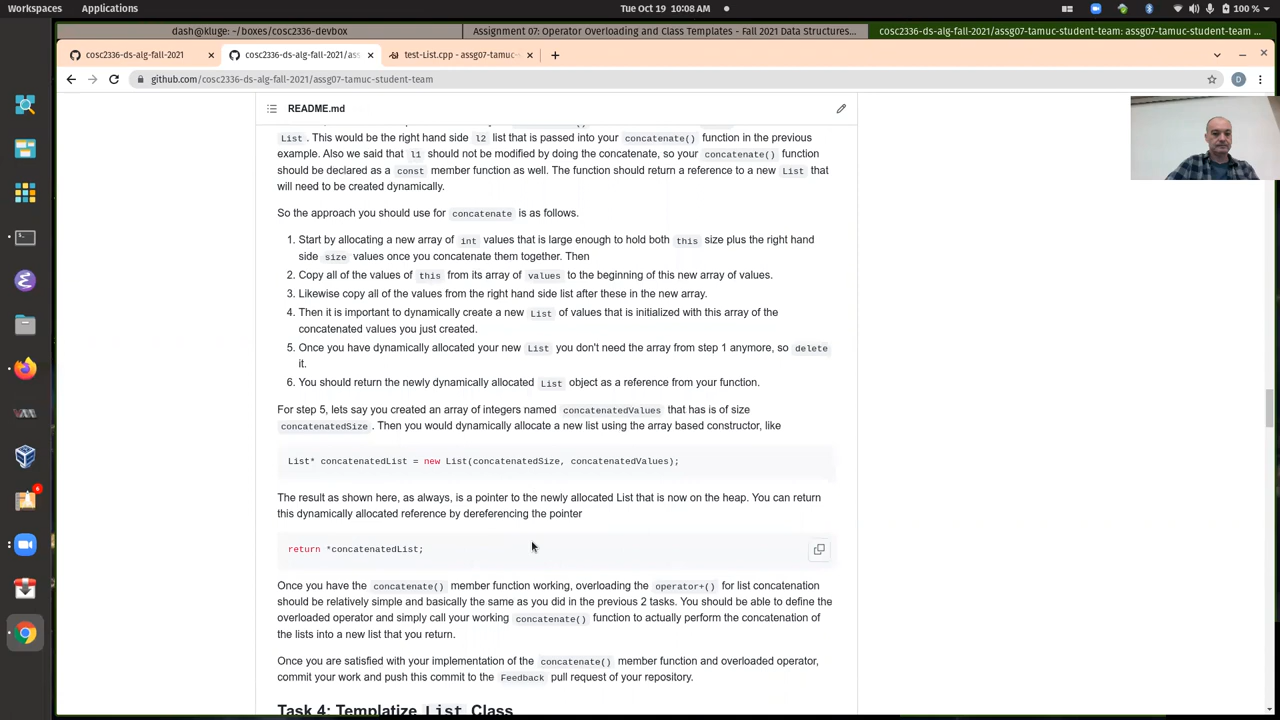 Workspaces Applications Tue Oct 19 10:08 AM 100 %
dash@kluge: ~/boxes/cosc2336-devbox Assignment 07: Operator Overloading and Class Templates - Fall 2021 Data Structures... cosc2336-ds-alg-fall-2021/assg07-tamuc-student-team: assg07-tamuc-student-team ...
cosc2336-ds-alg-fall-2021 cosc2336-ds-alg-fall-2021/ass test-List.cpp - assg07-tamuc-
github.com/cosc2336-ds-alg-fall-2021/assg07-tamuc-student-team
README.md
List . This would be the right hand side l2 list that is passed into your concatenate() function in the previous
example. Also we said that l1 should not be modified by doing the concatenate, so your concatenate() function
should be declared as a const member function as well. The function should return a reference to a new List that
will need to be created dynamically.
So the approach you should use for concatenate is as follows.
1. Start by allocating a new array of int values that is large enough to hold both this size plus the right hand
side size values once you concatenate them together. Then
2. Copy all of the values of this from its array of values to the beginning of this new array of values.
3. Likewise copy all of the values from the right hand side list after these in the new array.
4. Then it is important to dynamically create a new List of values that is initialized with this array of the
concatenated values you just created.
5. Once you have dynamically allocated your new List you don't need the array from step 1 anymore, so delete
it.
6. You should return the newly dynamically allocated List object as a reference from your function.
For step 5, lets say you created an array of integers named concatenatedValues that has is of size
concatenatedSize . Then you would dynamically allocate a new list using the array based constructor, like
List* concatenatedList = new List(concatenatedSize, concatenatedValues);
The result as shown here, as always, is a pointer to the newly allocated List that is now on the heap. You can return
this dynamically allocated reference by dereferencing the pointer
return *concatenatedList;
Once you have the concatenate() member function working, overloading the operator+() for list concatenation
should be relatively simple and basically the same as you did in the previous 2 tasks. You should be able to define the
overloaded operator and simply call your working concatenate() function to actually perform the concatenation of
the lists into a new list that you return.
Once you are satisfied with your implementation of the concatenate() member function and overloaded operator,
commit your work and push this commit to the Feedback pull request of your repository.
Task 4: Templatize List Class